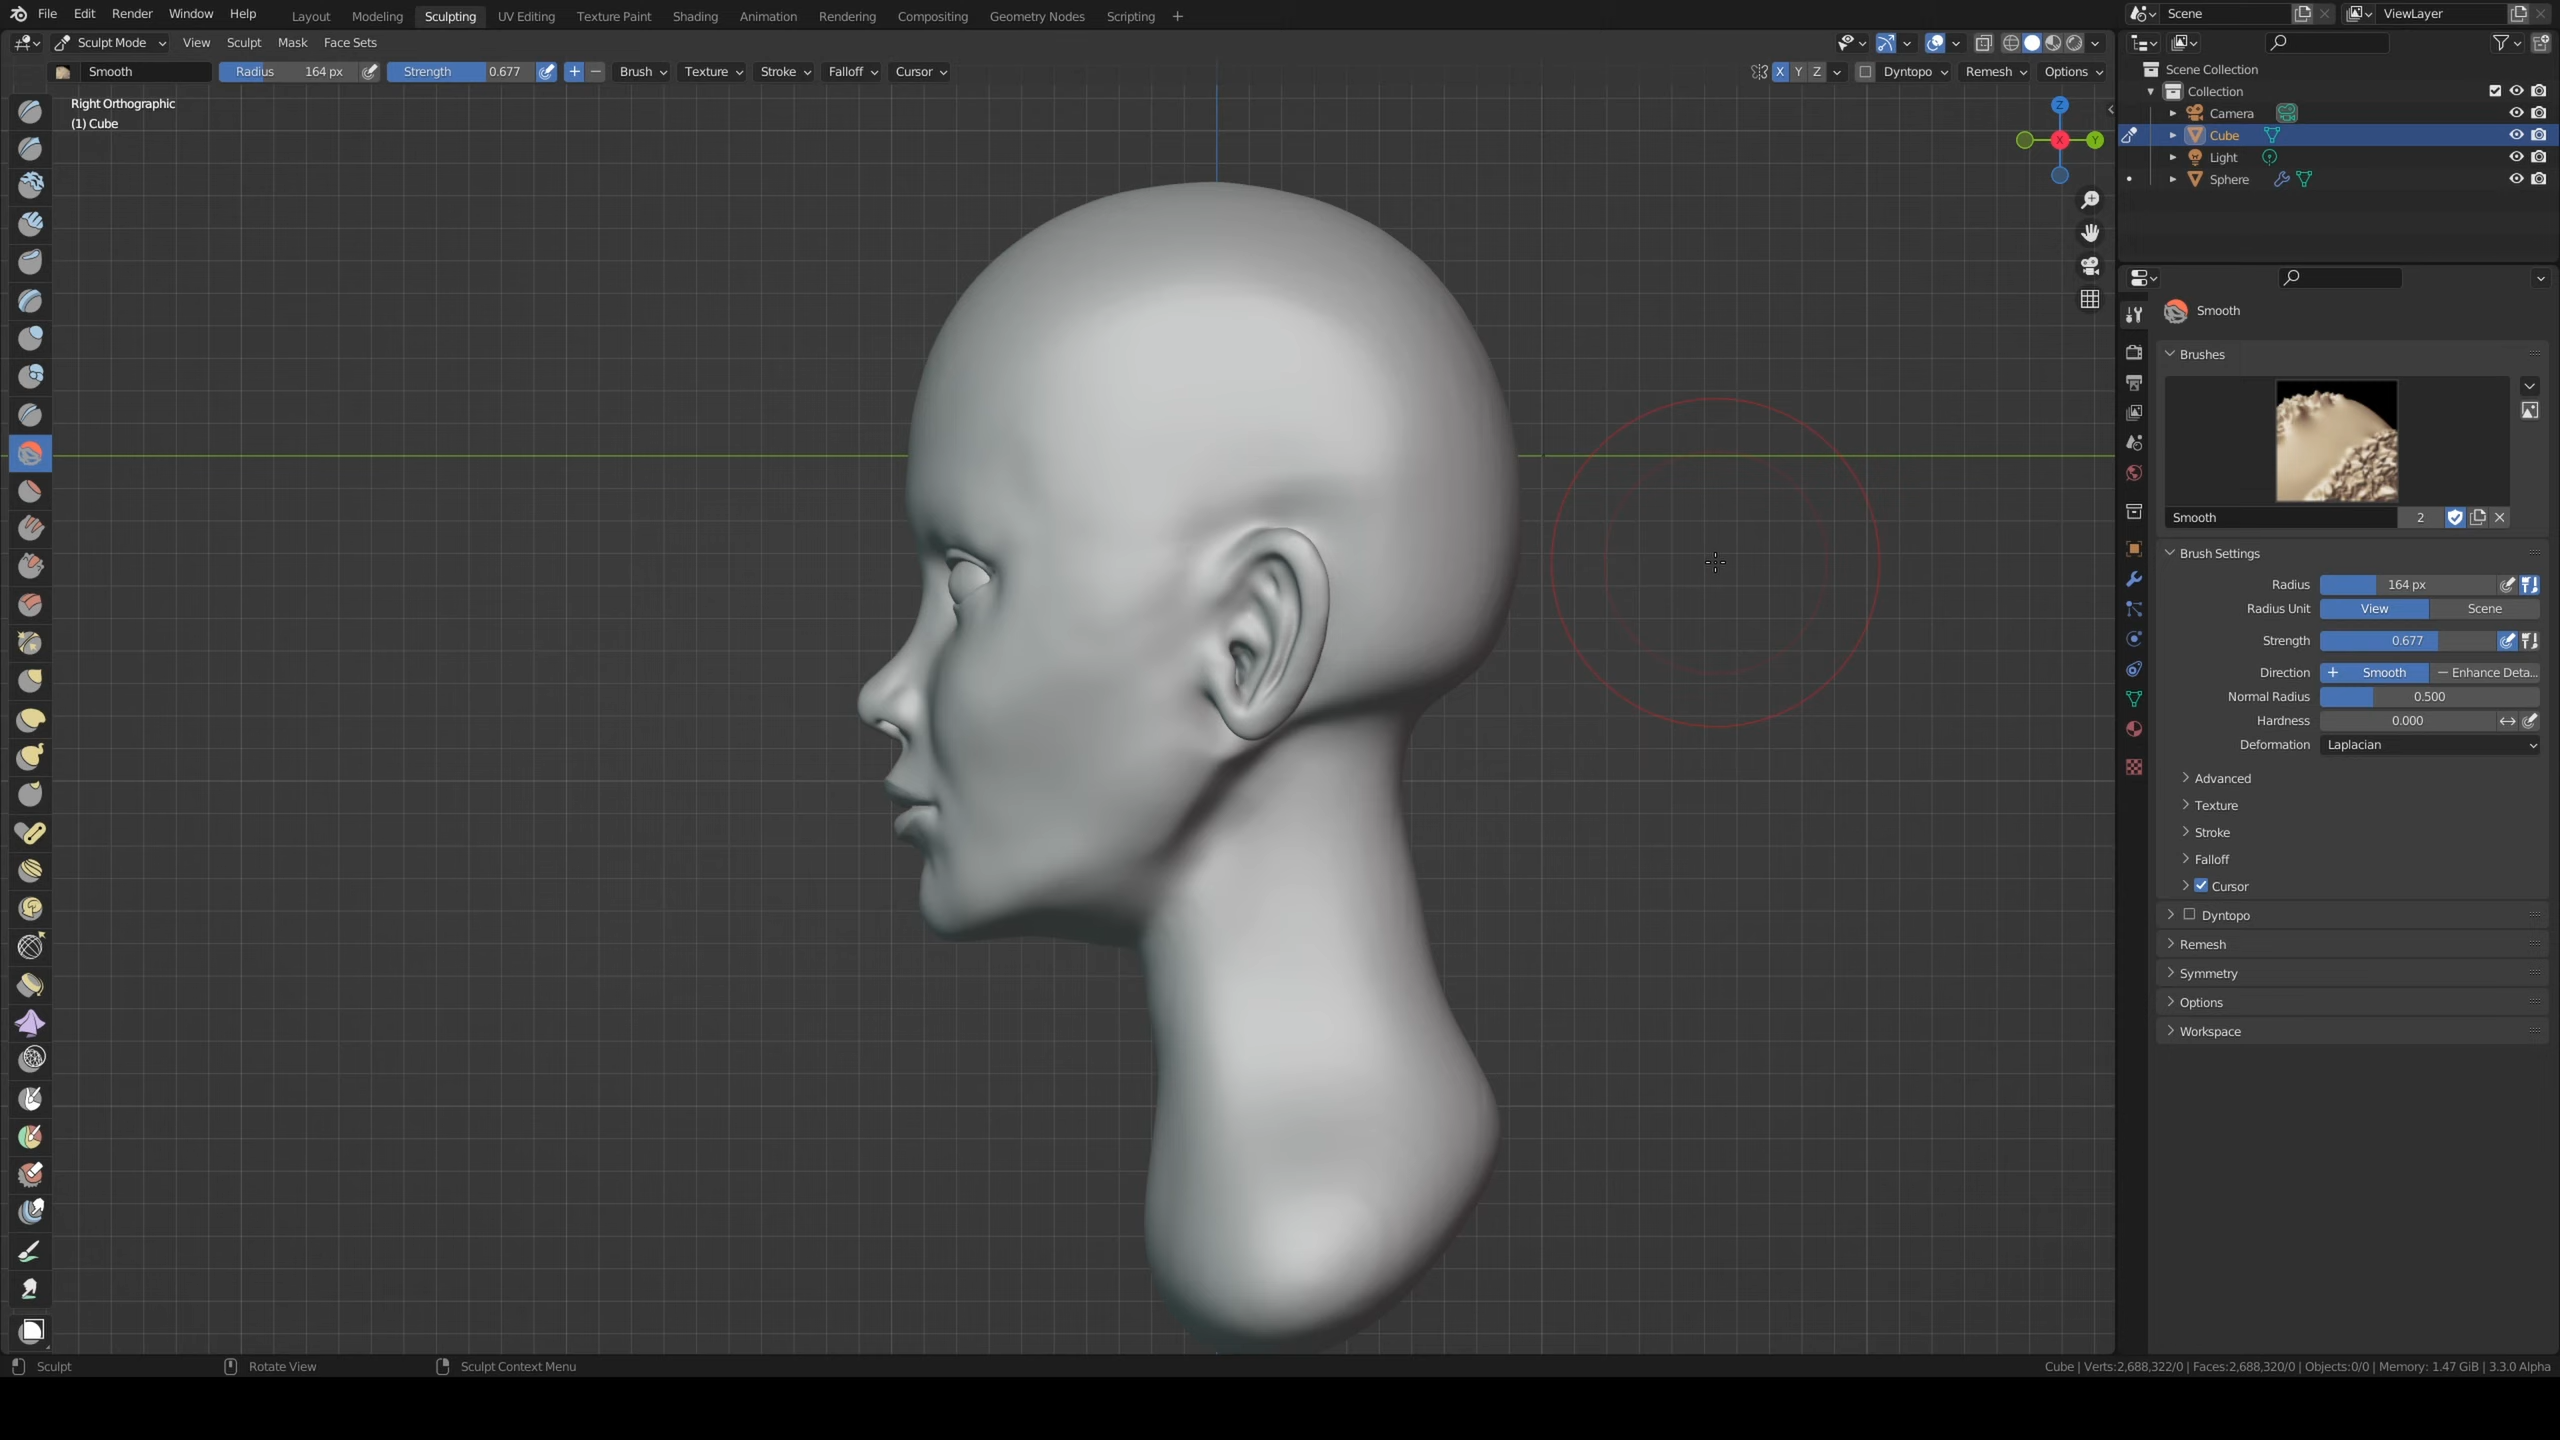 File Edit Render Window Help Layout Modeling Sculpting UV Editing Texture Paint Shading Animation Rendering Compositing Geometry Nodes Scripting + Scene ViewLayer
Sculpt Mode View Sculpt Mask Face Sets
Smooth Radius 164 px Strength 0.677 + − Brush Texture Stroke Falloff Cursor X Y Z Dyntopo Remesh Options
Right Orthographic
(1) Cube
Z
X
Y
Scene Collection
Collection
Camera
Cube
Light
Sphere
Smooth
Brushes
Smooth 2
Brush Settings
Radius 164 px
Radius Unit View Scene
Strength 0.677
Direction + Smooth − Enhance Deta...
Normal Radius 0.500
Hardness 0.000
Deformation Laplacian
Advanced
Texture
Stroke
Falloff
Cursor
Dyntopo
Remesh
Symmetry
Options
Workspace
Sculpt Rotate View Sculpt Context Menu Cube | Verts:2,688,322/0 | Faces:2,688,320/0 | Objects:0/0 | Memory: 1.47 GiB | 3.3.0 Alpha